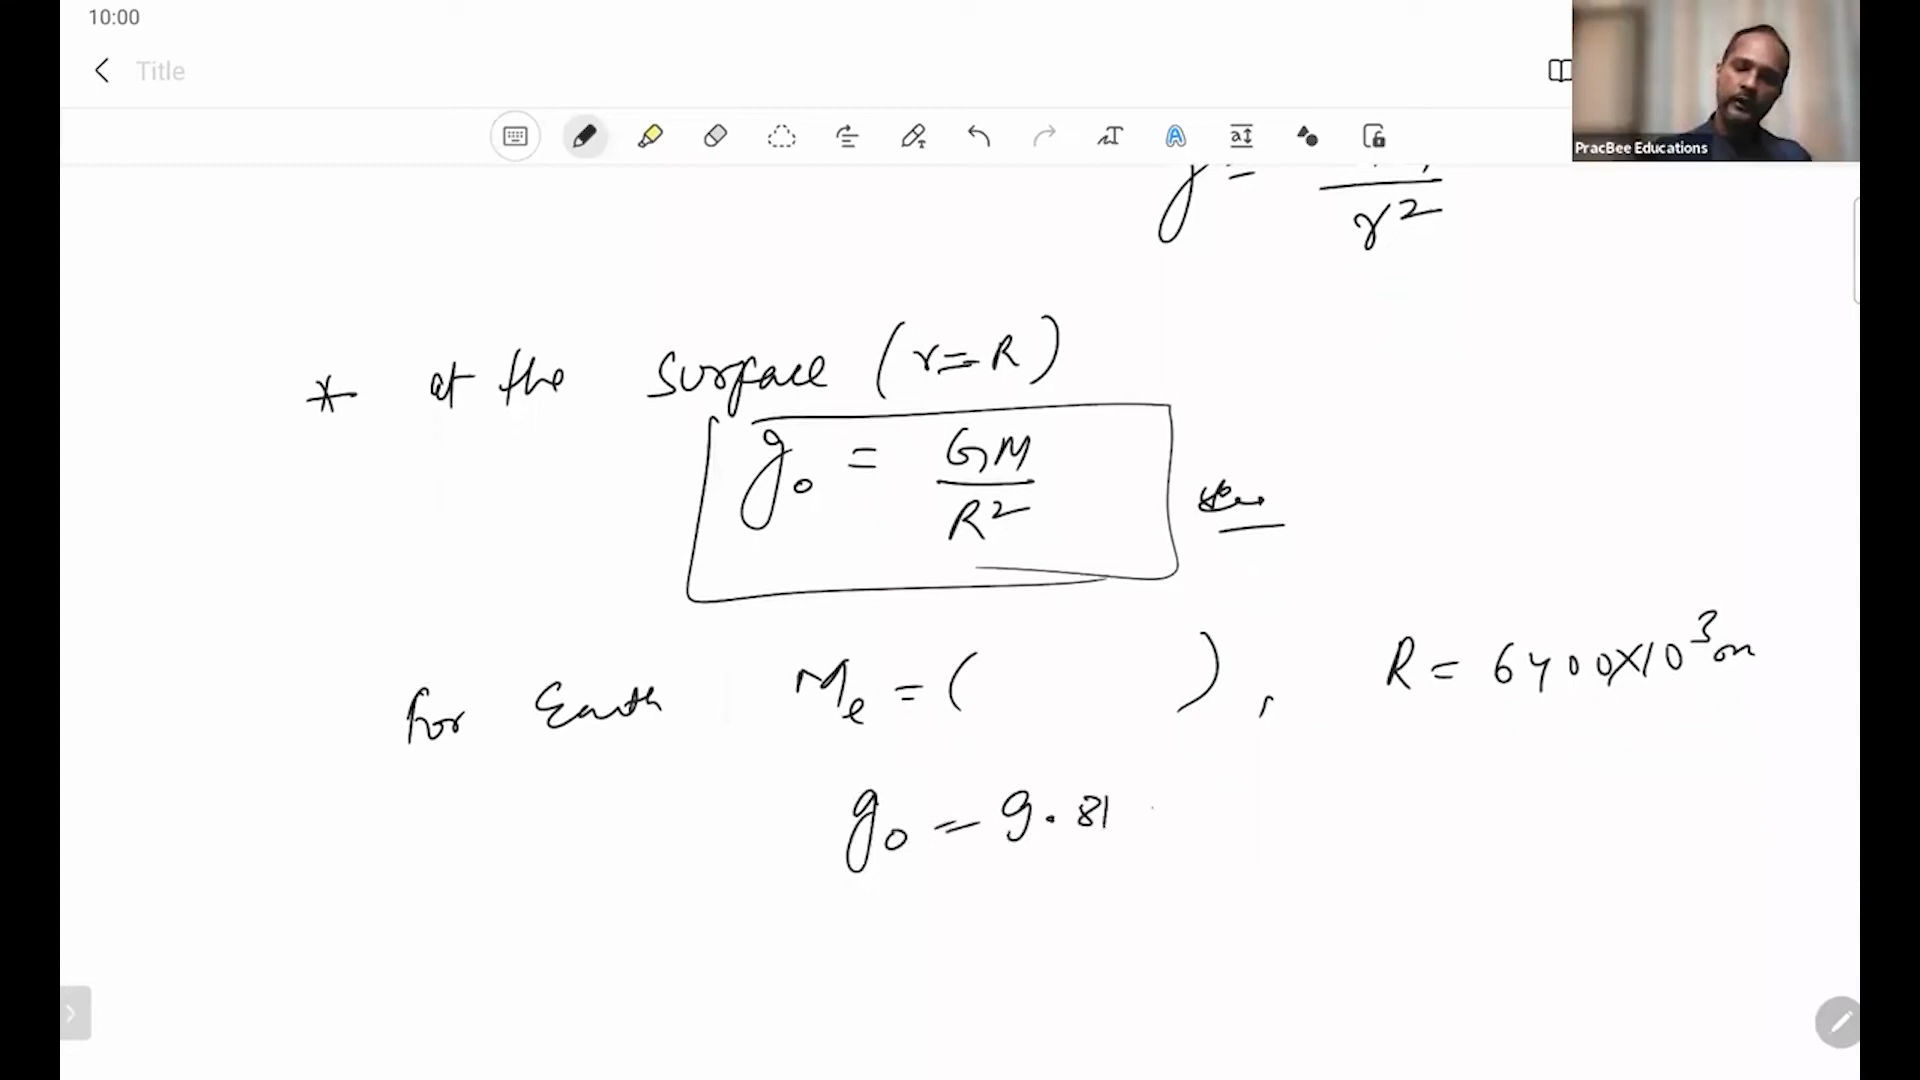 10:00
Title
PracBee Educations
g =
r²
* at the surface (r=R)
g₀ = GM
R²
for Earth Mₑ = ( ), R = 6400×10³m
g₀ = 9.81